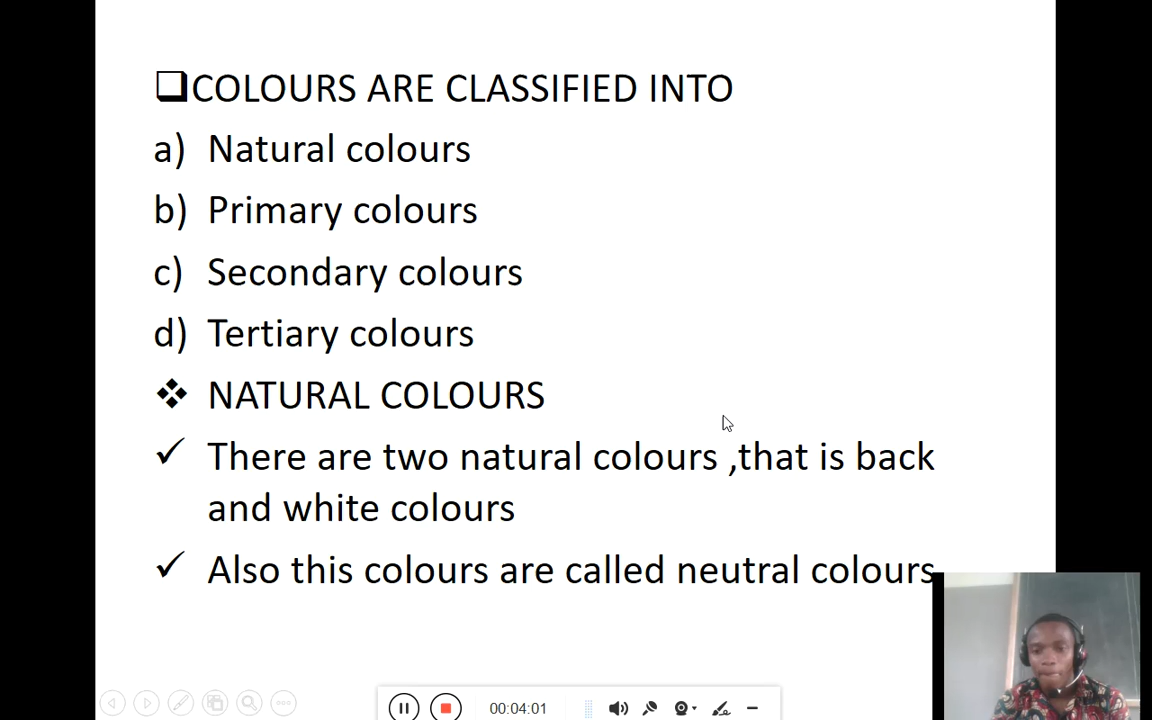 COLOURS ARE CLASSIFIED INTO
a) Natural colours
b) Primary colours
c) Secondary colours
d) Tertiary colours
NATURAL COLOURS
There are two natural colours ,that is back
and white colours
Also this colours are called neutral colours
00:04:01